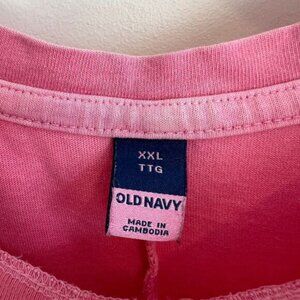 XXL
TTG
OLD NAVY
MADE IN
CAMBODIA